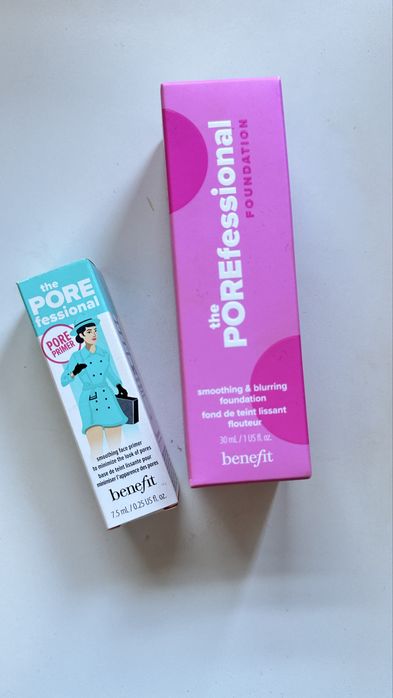 the
PORE
fessional
PORE
PRIMER
smoothing face primer
to minimize the look of pores
base de teint lissante pour
minimiser l'apparence des pores
benefit
7.5 mL / 0.25 US fl. oz.
the
POREfessional
FOUNDATION
smoothing & blurring
foundation
fond de teint lissant
flouteur
30 mL / 1 US fl. oz.
benefit